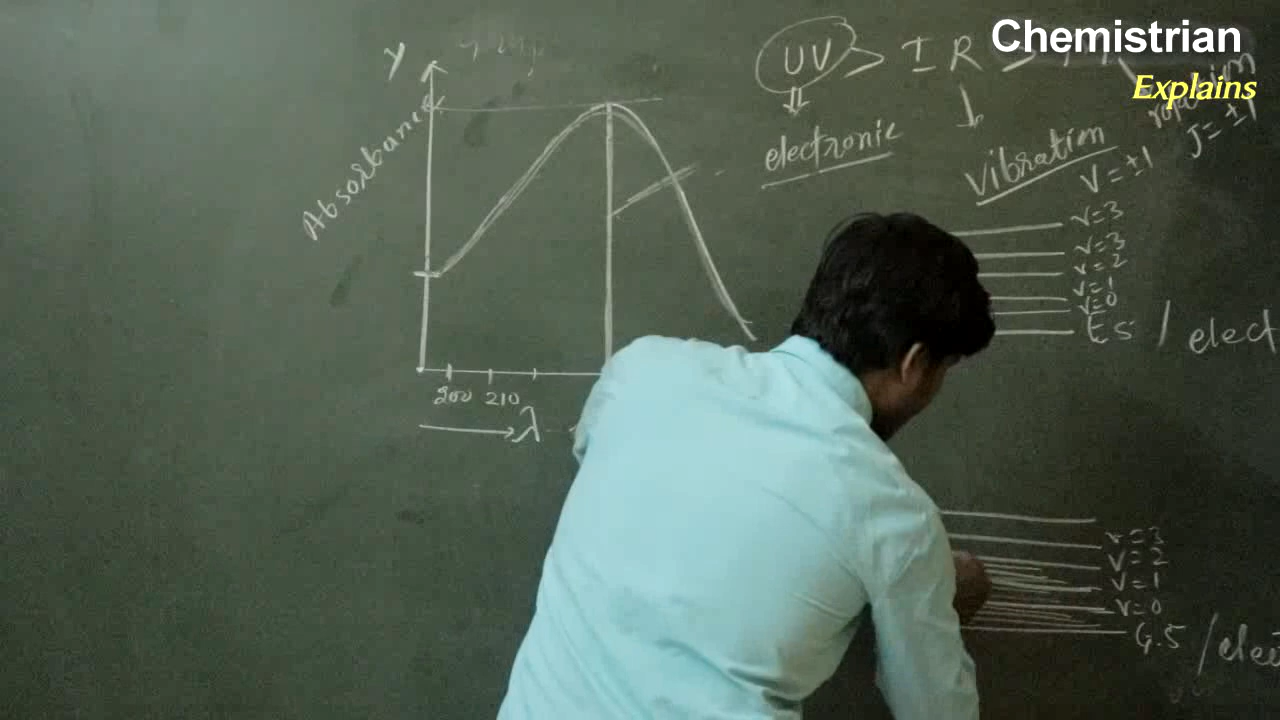 Chemistrian
Explains
UV > IR >
electronic
vibration
V = ±1
rotation
J = ±1
Y
Absorbance
200 210
λ
v=3
v=3
v=2
v=1
v=0
E s / elect
v=3
V=2
V=1
v=0
G.S / elec